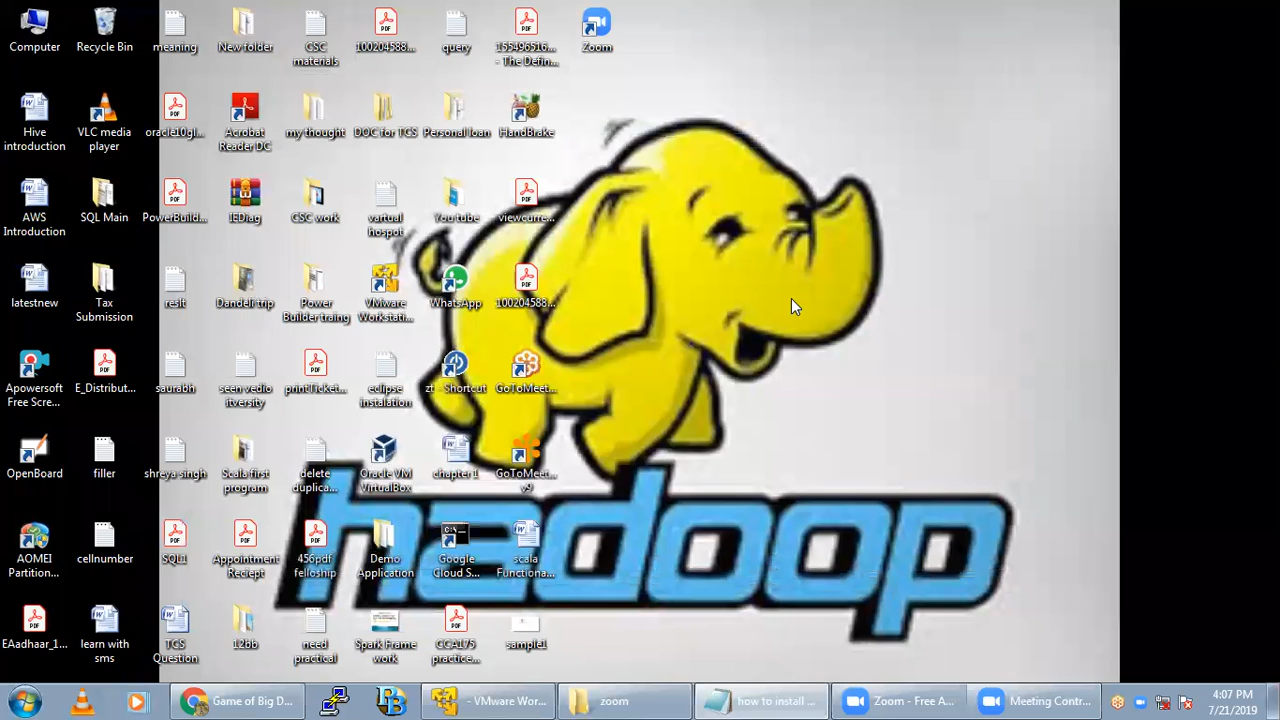 Computer
Recycle Bin
meaning
New folder
CSC
materials
100204588...
query
155496516...
- The Defin...
Zoom
Hive
introduction
VLC media
player
oracle10gl...
Acrobat
Reader DC
my thought
DOC for TCS
Personal loan
HandBrake
AWS
Introduction
SQL Main
PowerBuild...
IEDiag
CSC work
vartual
hospot
You tube
viewcurre...
latestnew
Tax
Submission
reslt
Dandeli trip
Power
Builder traing
VMware
Workstati...
WhatsApp
100204588...
Apowersoft
Free Scre...
E_Distribut...
saurabh
seen vedio
itversity
printTicket...
eclipse
instalation
ztl - Shortcut
GoToMeet...
OpenBoard
filler
shreya singh
Scala first
program
delete
duplica...
Oracle VM
VirtualBox
chapter1
GoToMeet...
v9
AOMEI
Partition...
cellnumber
SQL1
Appointment
Reciept
456pdf
felloship
Demo
Application
Google
Cloud S...
scala
Functiona...
EAadhaar_1...
learn with
sms
TCS
Question
12bb
need
practical
Spark Frame
work
CCA175
practice...
sample1
hadoop
Game of Big D...
- VMware Wor...
zoom
how to install ...
Zoom - Free A...
Meeting Contr...
4:07 PM
7/21/2019